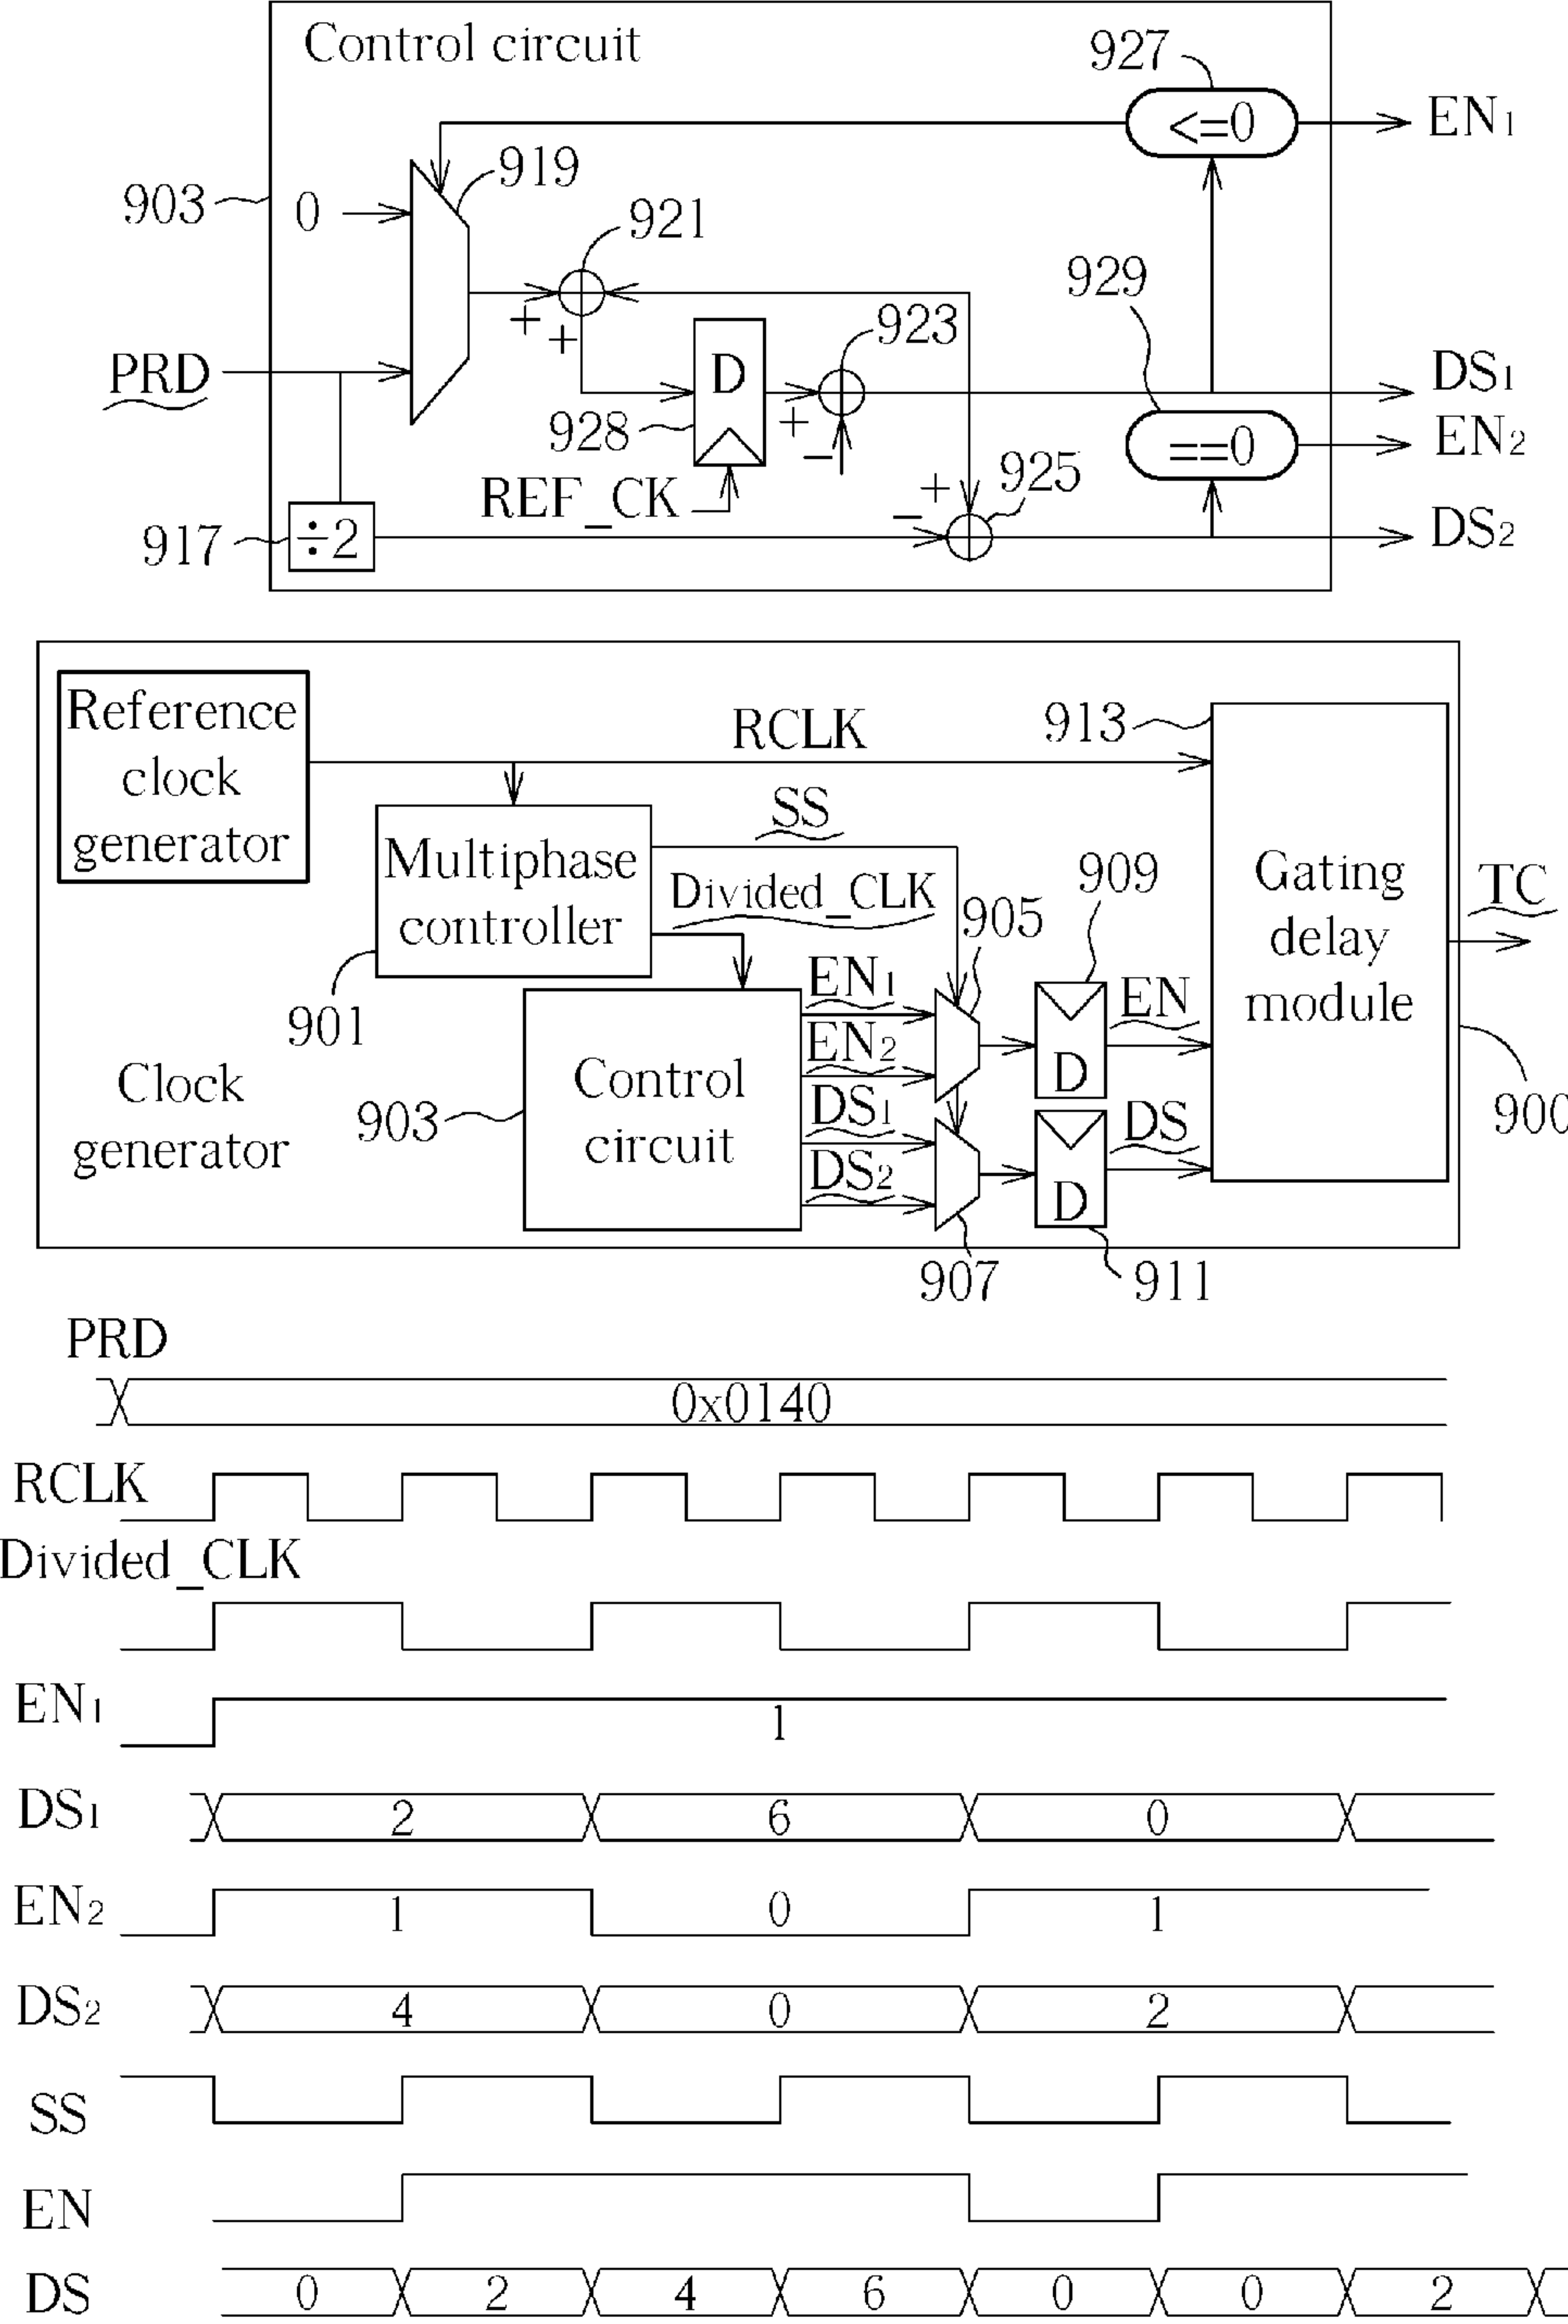 Control circuit
927
<=0
EN1
903
0
919
921
929
PRD
D
923
DS1
+
+
928
+
−
==0
EN2
REF_CK
+
925
−
917
÷2
DS2
Reference
clock
generator
RCLK
913
SS
Multiphase
controller
Divided_CLK
905
909
Gating
delay
module
TC
901
EN1
EN
EN2
D
Clock
generator
903
Control
circuit
DS1
DS
900
DS2
D
907
911
PRD
0x0140
RCLK
Divided_CLK
EN1
1
DS1
2 6 0
EN2
1 0 1
DS2
4 0 2
SS
EN
DS
0 2 4 6 0 0 2